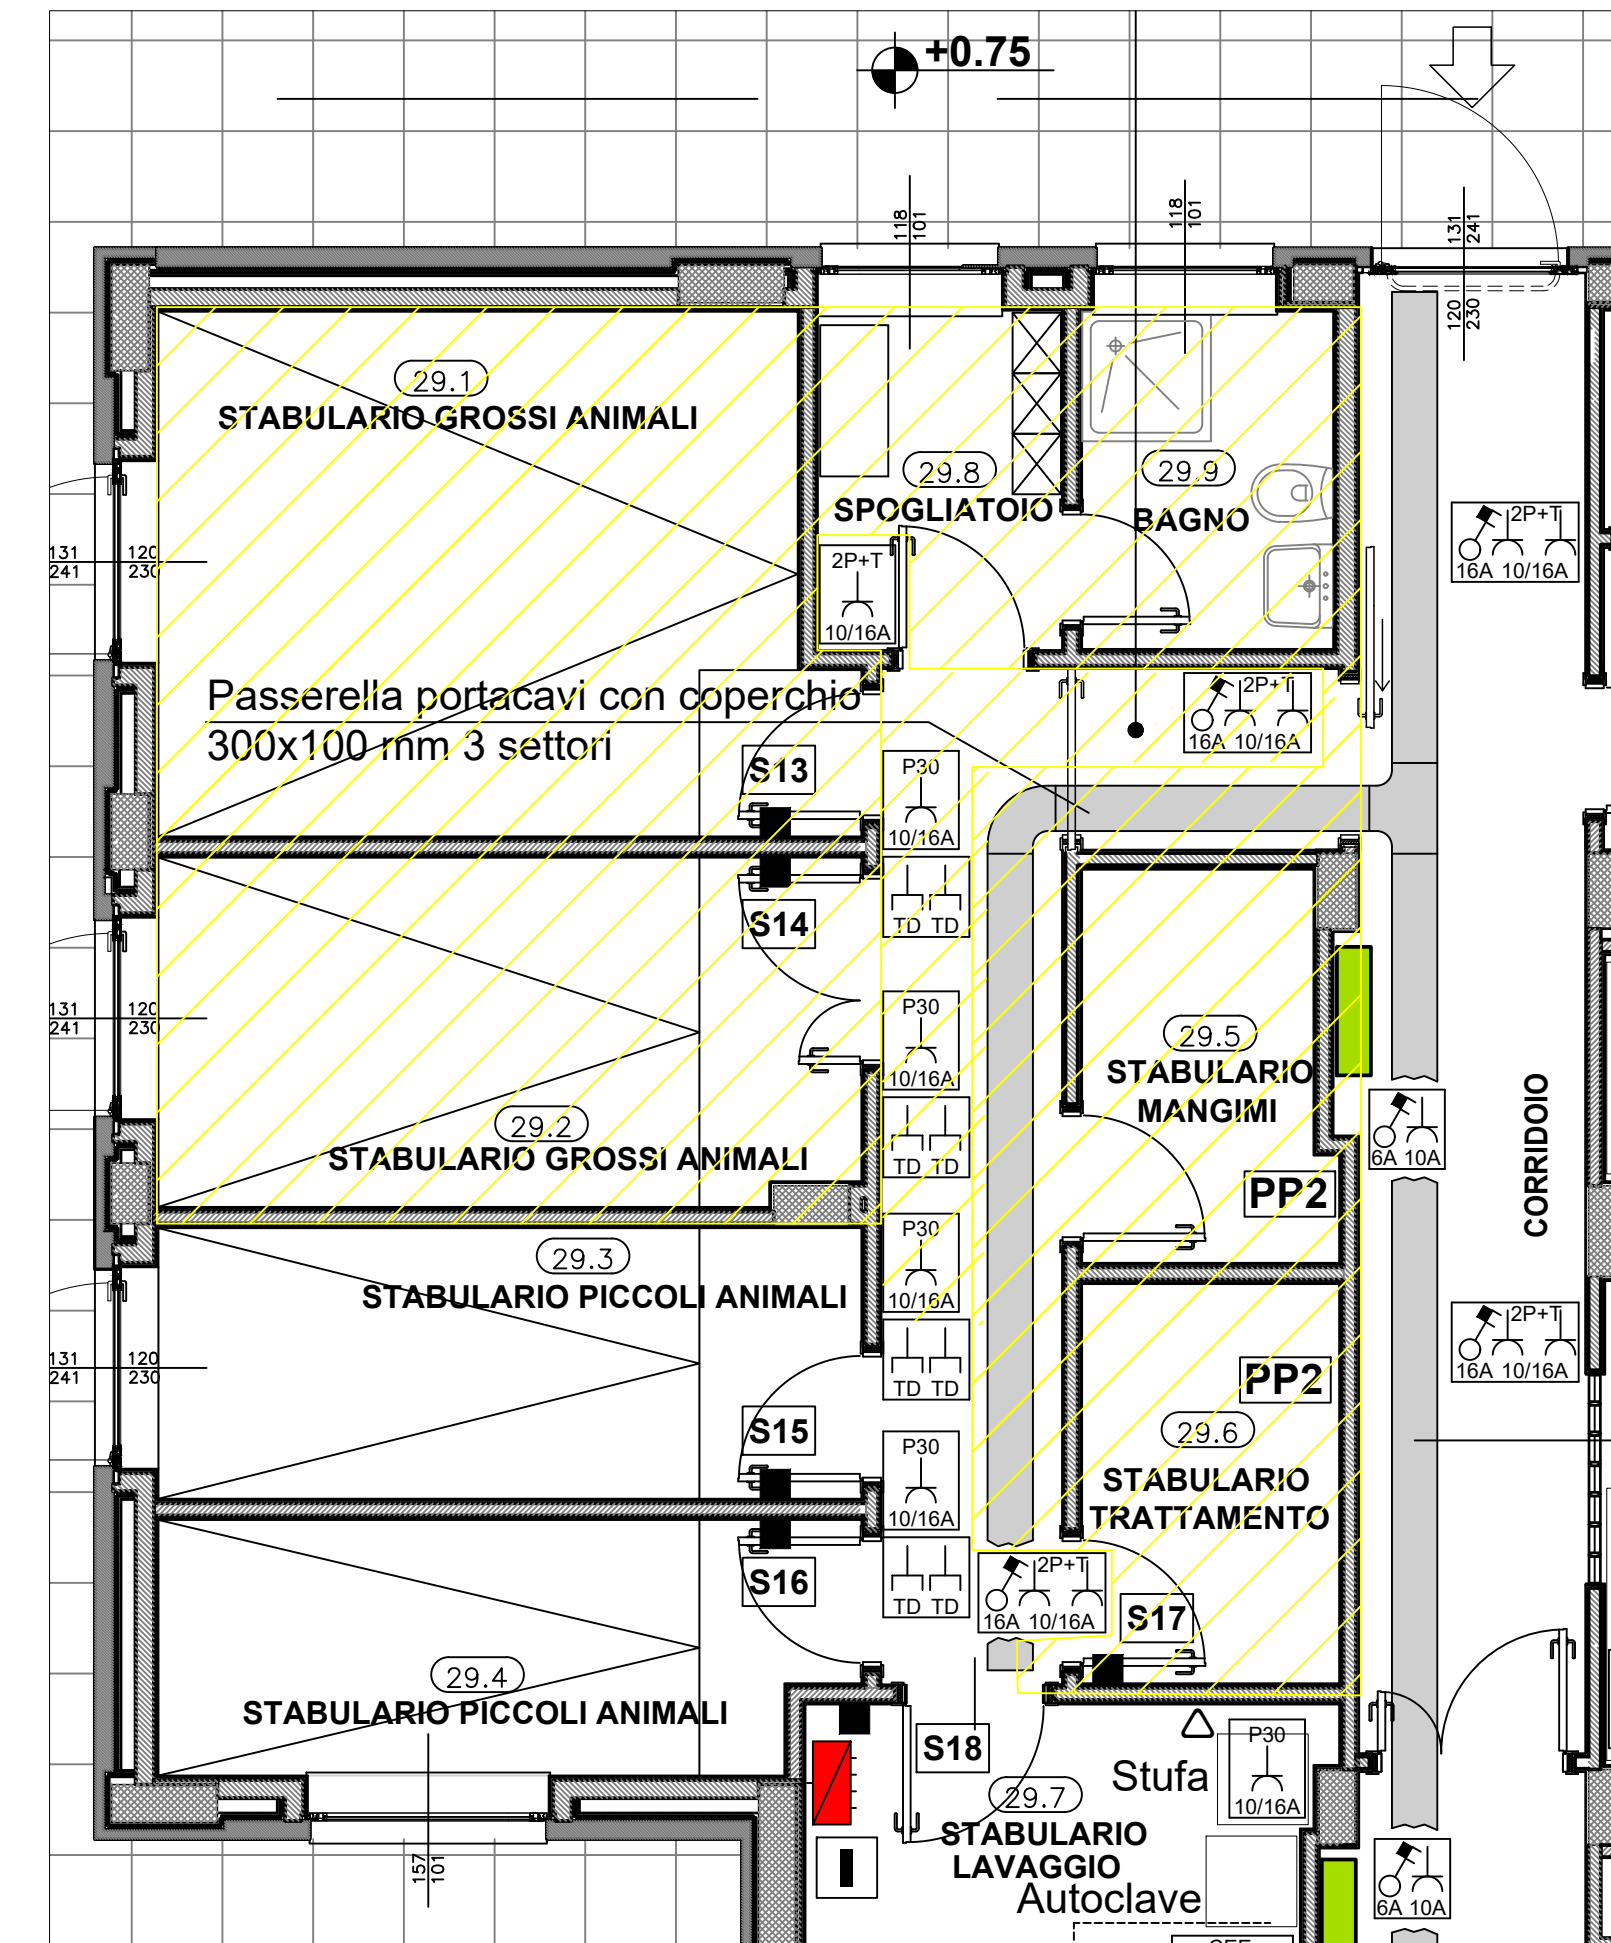 +0.75
118
101
118
101
131
241
120
230
29.1
STABULARIO GROSSI ANIMALI
29.8
SPOGLIATOIO
29.9
BAGNO
2P+T
16A 10/16A
131
241
120
230
2P+T
10/16A
Passerella portacavi con coperchio
300x100 mm 3 settori
2P+T
16A 10/16A
S13
P30
10/16A
TD TD
S14
131
241
120
230
P30
10/16A
29.5
STABULARIO
MANGIMI
TD TD
6A 10A
CORRIDOIO
29.2
STABULARIO GROSSI ANIMALI
PP2
P30
10/16A
29.3
STABULARIO PICCOLI ANIMALI
2P+T
16A 10/16A
131
241
120
230
TD TD
PP2
S15
29.6
STABULARIO
TRATTAMENTO
P30
10/16A
S16
TD TD
2P+T
16A 10/16A
S17
29.4
STABULARIO PICCOLI ANIMALI
S18
P30
10/16A
Stufa
29.7
STABULARIO
LAVAGGIO
Autoclave
157
101
6A 10A